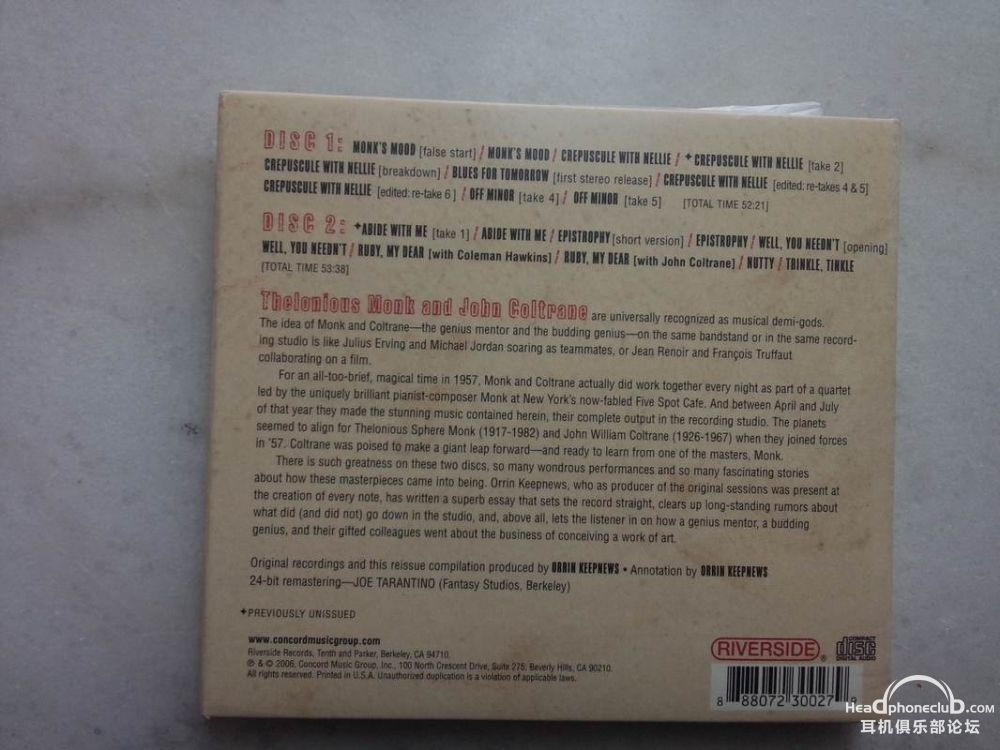 DISC 1: MONK'S MOOD [false start] / MONK'S MOOD / CREPUSCULE WITH NELLIE / ✦CREPUSCULE WITH NELLIE [take 2]
CREPUSCULE WITH NELLIE [breakdown] / BLUES FOR TOMORROW [first stereo release] / CREPUSCULE WITH NELLIE [edited: re-takes 4 & 5]
CREPUSCULE WITH NELLIE [edited: re-take 6 ] / OFF MINOR [take 4] / OFF MINOR [take 5] [TOTAL TIME 52:21]
DISC 2: ✦ABIDE WITH ME [take 1] / ABIDE WITH ME / EPISTROPHY [short version] / EPISTROPHY / WELL, YOU NEEDN'T [opening]
WELL, YOU NEEDN'T / RUBY, MY DEAR [with Coleman Hawkins] / RUBY, MY DEAR [with John Coltrane] / NUTTY / TRINKLE, TINKLE
[TOTAL TIME 53:38]
Thelonious Monk and John Coltrane are universally recognized as musical demi-gods.
The idea of Monk and Coltrane—the genius mentor and the budding genius—on the same bandstand or in the same record-
ing studio is like Julius Erving and Michael Jordan soaring as teammates, or Jean Renoir and François Truffaut
collaborating on a film.
For an all-too-brief, magical time in 1957, Monk and Coltrane actually did work together every night as part of a quartet
led by the uniquely brilliant pianist-composer Monk at New York's now-fabled Five Spot Cafe. And between April and July
of that year they made the stunning music contained herein, their complete output in the recording studio. The planets
seemed to align for Thelonious Sphere Monk (1917-1982) and John William Coltrane (1926-1967) when they joined forces
in '57. Coltrane was poised to make a giant leap forward—and ready to learn from one of the masters, Monk.
There is such greatness on these two discs, so many wondrous performances and so many fascinating stories
about how these masterpieces came into being. Orrin Keepnews, who as producer of the original sessions was present at
the creation of every note, has written a superb essay that sets the record straight, clears up long-standing rumors about
what did (and did not) go down in the studio, and, above all, lets the listener in on how a genius mentor, a budding
genius, and their gifted colleagues went about the business of conceiving a work of art.
Original recordings and this reissue compilation produced by ORRIN KEEPNEWS • Annotation by ORRIN KEEPNEWS
24-bit remastering—JOE TARANTINO (Fantasy Studios, Berkeley)
✦PREVIOUSLY UNISSUED
www.concordmusicgroup.com
Riverside Records, Tenth and Parker, Berkeley, CA 94710.
℗ & © 2006, Concord Music Group, Inc., 100 North Crescent Drive, Suite 275, Beverly Hills, CA 90210.
All rights reserved. Printed in U.S.A. Unauthorized duplication is a violation of applicable laws.
RIVERSIDE®
COMPACT
disc
DIGITAL AUDIO
8 88072 30027 9
Headphoneclub.com
耳机俱乐部论坛